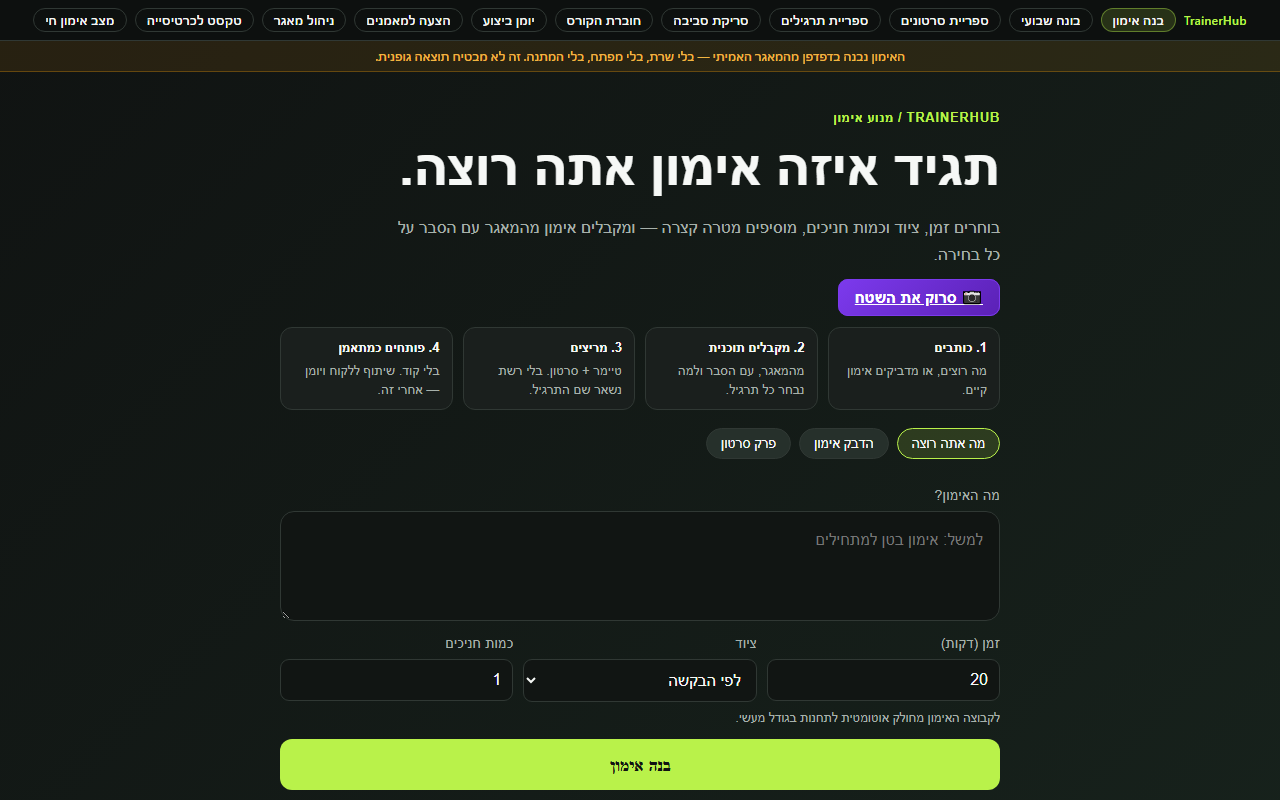 TrainerHub
בנה אימון
בונה שבועי
ספריית סרטונים
ספריית תרגילים
סריקת סביבה
חוברת הקורס
יומן ביצוע
הצעה למאמנים
ניהול מאגר
טקסט לכרטיסייה
מצב אימון חי
האימון נבנה בדפדפן מהמאגר האמיתי — בלי שרת, בלי מפתח, בלי המתנה. זה לא מבטיח תוצאה גופנית.
TRAINERHUB / מנוע אימון
תגיד איזה אימון אתה רוצה.
בוחרים זמן, ציוד וכמות חניכים, מוסיפים מטרה קצרה — ומקבלים אימון מהמאגר עם הסבר על
כל בחירה.
📷 סרוק את השטח
1. כותבים
מה רוצים, או מדביקים אימון
קיים.
2. מקבלים תוכנית
מהמאגר, עם הסבר ולמה
נבחר כל תרגיל.
3. מריצים
טיימר + סרטון. בלי רשת
נשאר שם התרגיל.
4. פותחים כמתאמן
בלי קוד. שיתוף ללקוח ויומן
— אחרי זה.
מה אתה רוצה
הדבק אימון
פרק סרטון
מה האימון?
למשל: אימון בטן למתחילים
זמן (דקות)
ציוד
כמות חניכים
20
לפי הבקשה
1
לקבוצה האימון מחולק אוטומטית לתחנות בגודל מעשי.
בנה אימון